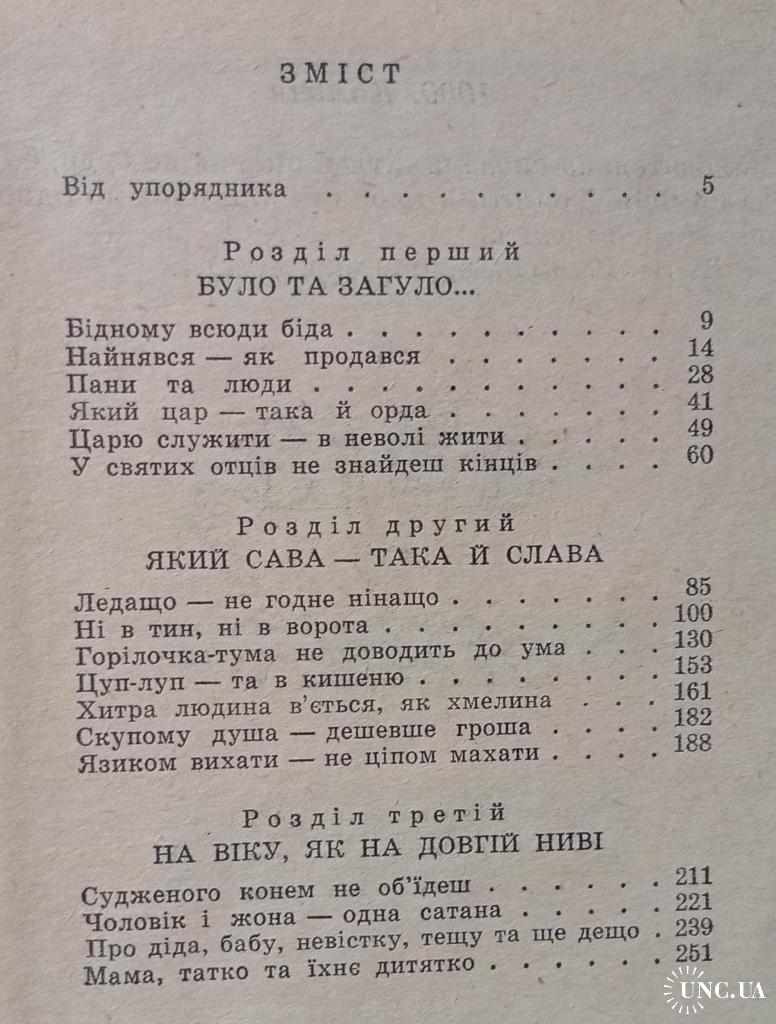 ЗМІСТ
Від упорядника . . . . . . . . . . . 5
Розділ перший
БУЛО ТА ЗАГУЛО...
Бідному всюди біда . . . . . . . . . . 9
Найнявся — як продався . . . . . . . 14
Пани та люди . . . . . . . . . . . 28
Який цар — така й орда . . . . . . . 41
Царю служити — в неволі жити . . . . . 49
У святих отців не знайдеш кінців . . . . 60
Розділ другий
ЯКИЙ САВА — ТАКА Й СЛАВА
Ледащо — не годне нінащо . . . . . . . 85
Ні в тин, ні в ворота . . . . . . . . . 100
Горілочка-тума не доводить до ума . . . 130
Цуп-луп — та в кишеню . . . . . . . . 153
Хитра людина в'ється, як хмелина . . . 161
Скупому душа — дешевше гроша . . . . 182
Язиком вихати — не ціпом махати . . . . 188
Розділ третій
НА ВІКУ, ЯК НА ДОВГІЙ НИВІ
Судженого конем не об'їдеш . . . . . . 211
Чоловік і жона — одна сатана . . . . . 221
Про діда, бабу, невістку, тещу та ще дещо . 239
Мама, татко та їхнє дитятко . . . . . . 251
UNC.UA